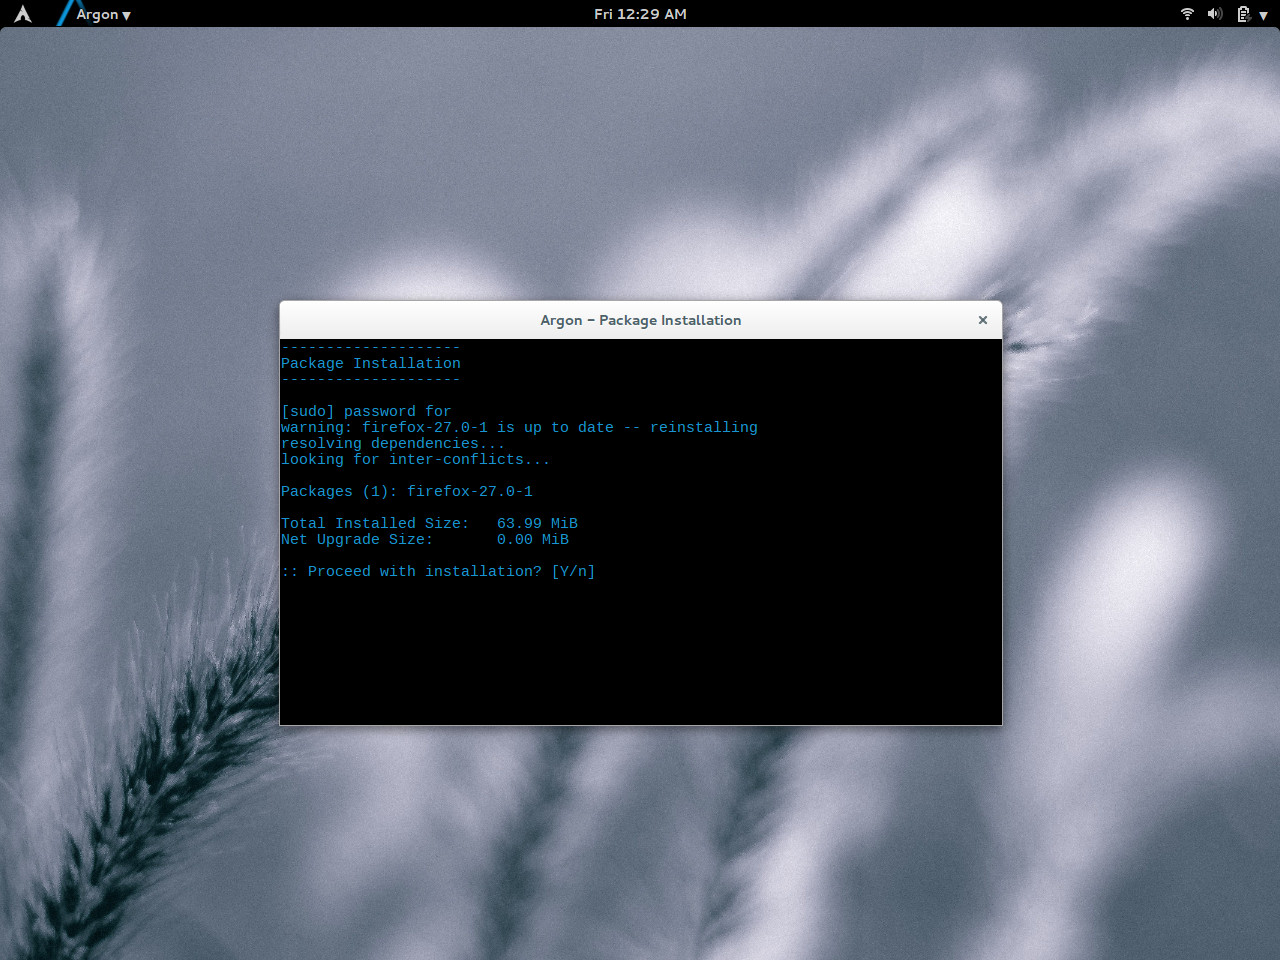 Argon ▾
Fri 12:29 AM
Argon - Package Installation
--------------------
Package Installation
--------------------
[sudo] password for
warning: firefox-27.0-1 is up to date -- reinstalling
resolving dependencies...
looking for inter-conflicts...
Packages (1): firefox-27.0-1
Total Installed Size:   63.99 MiB
Net Upgrade Size:       0.00 MiB
:: Proceed with installation? [Y/n]